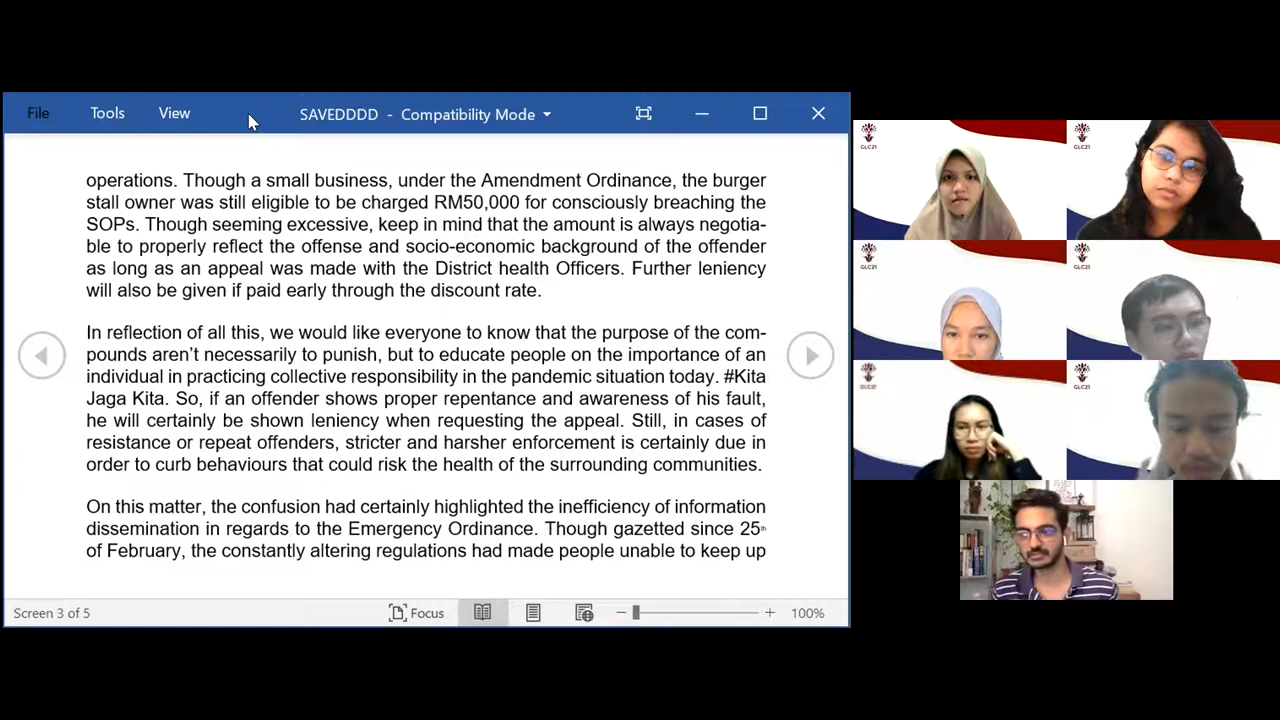 File Tools View SAVEDDDD - Compatibility Mode
operations. Though a small business, under the Amendment Ordinance, the burger
stall owner was still eligible to be charged RM50,000 for consciously breaching the
SOPs. Though seeming excessive, keep in mind that the amount is always negotia-
ble to properly reflect the offense and socio-economic background of the offender
as long as an appeal was made with the District health Officers. Further leniency
will also be given if paid early through the discount rate.
In reflection of all this, we would like everyone to know that the purpose of the com-
pounds aren’t necessarily to punish, but to educate people on the importance of an
individual in practicing collective responsibility in the pandemic situation today. #Kita
Jaga Kita. So, if an offender shows proper repentance and awareness of his fault,
he will certainly be shown leniency when requesting the appeal. Still, in cases of
resistance or repeat offenders, stricter and harsher enforcement is certainly due in
order to curb behaviours that could risk the health of the surrounding communities.
On this matter, the confusion had certainly highlighted the inefficiency of information
dissemination in regards to the Emergency Ordinance. Though gazetted since 25th
of February, the constantly altering regulations had made people unable to keep up
Screen 3 of 5 Focus 100%
GLC21
GLC21
GLC21
GLC21
GLC21
GLC21